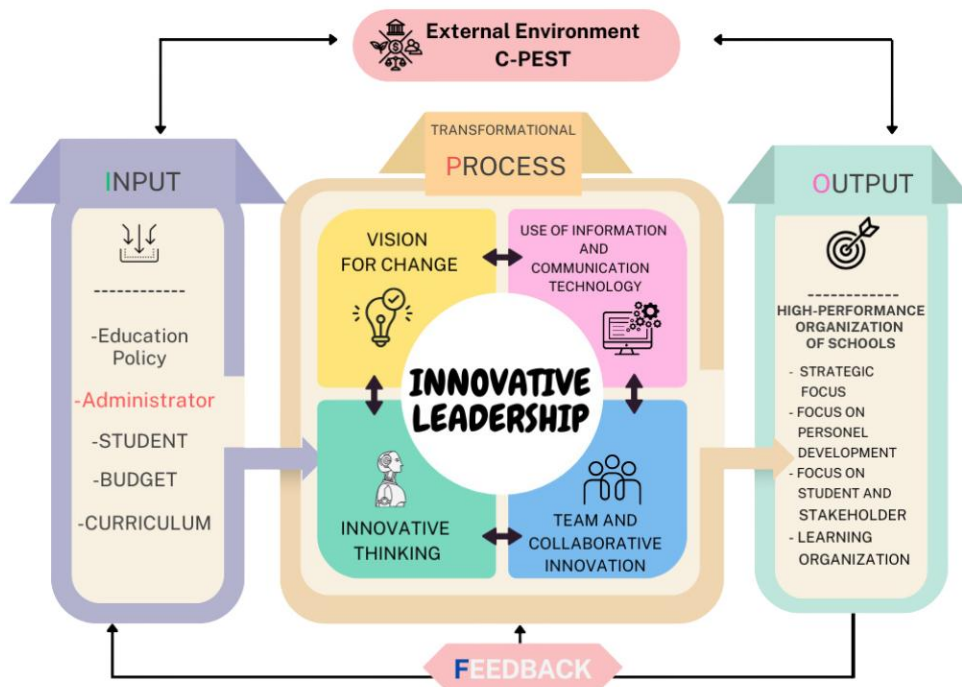 External Environment
C-PEST
INPUT
-Education
Policy
-Administrator
-STUDENT
-BUDGET
-CURRICULUM
TRANSFORMATIONAL
PROCESS
VISION
FOR CHANGE
USE OF INFORMATION
AND
COMMUNICATION
TECHNOLOGY
INNOVATIVE
LEADERSHIP
INNOVATIVE
THINKING
TEAM AND
COLLABORATIVE
INNOVATION
OUTPUT
HIGH-PERFORMANCE
ORGANIZATION
OF SCHOOLS
- STRATEGIC
FOCUS
- FOCUS ON
PERSONEL
DEVELOPMENT
- FOCUS ON
STUDENT AND
STAKEHOLDER
- LEARNING
ORGANIZATION
FEEDBACK